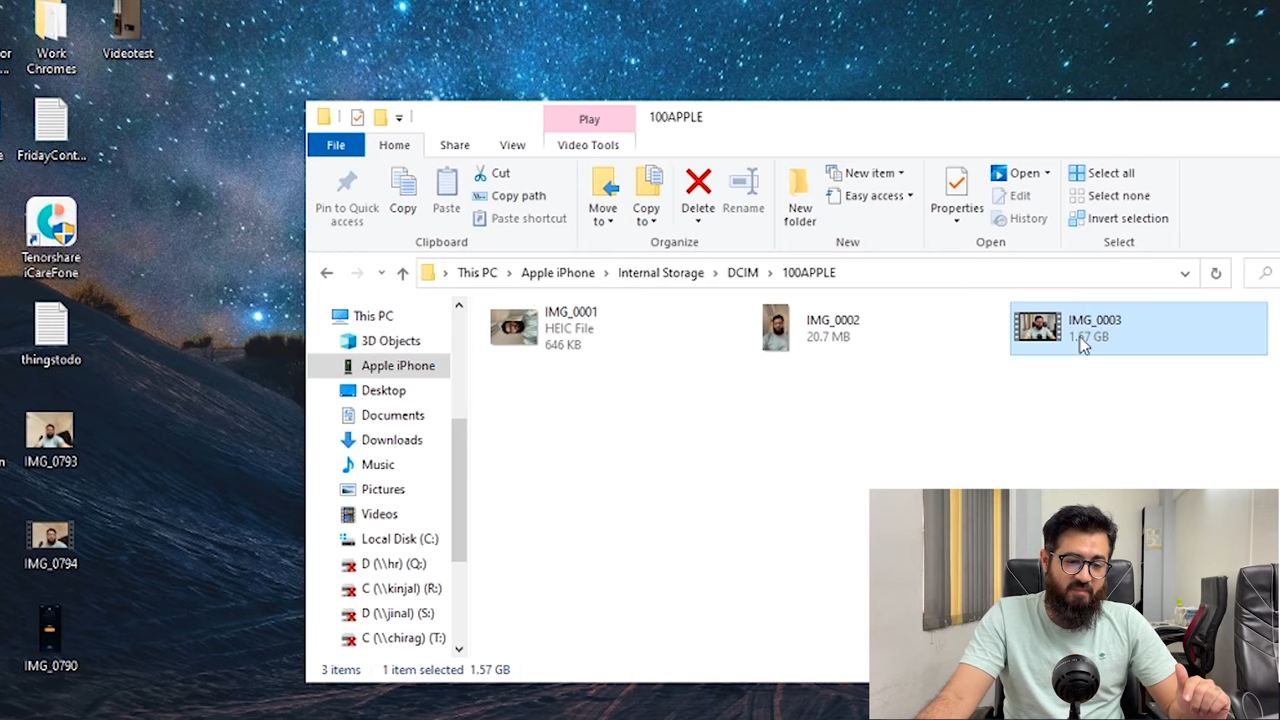 Work
Chromes
Videotest
or
...
FridayCont...
Tenorshare
iCareFone
thingstodo
IMG_0793
IMG_0794
IMG_0790
Play
100APPLE
File
Home
Share
View
Video Tools
Pin to Quick
access
Copy
Paste
Cut
Copy path
Paste shortcut
Clipboard
Move
to
Copy
to
Delete
Rename
Organize
New
folder
New item
Easy access
New
Properties
Open
Edit
History
Open
Select all
Select none
Invert selection
Select
This PC > Apple iPhone > Internal Storage > DCIM > 100APPLE
This PC
3D Objects
Apple iPhone
Desktop
Documents
Downloads
Music
Pictures
Videos
Local Disk (C:)
D (\\hr) (Q:)
C (\\kinjal) (R:)
D (\\jinal) (S:)
C (\\chirag) (T:)
IMG_0001
HEIC File
646 KB
IMG_0002
20.7 MB
IMG_0003
1.57 GB
3 items
1 item selected 1.57 GB